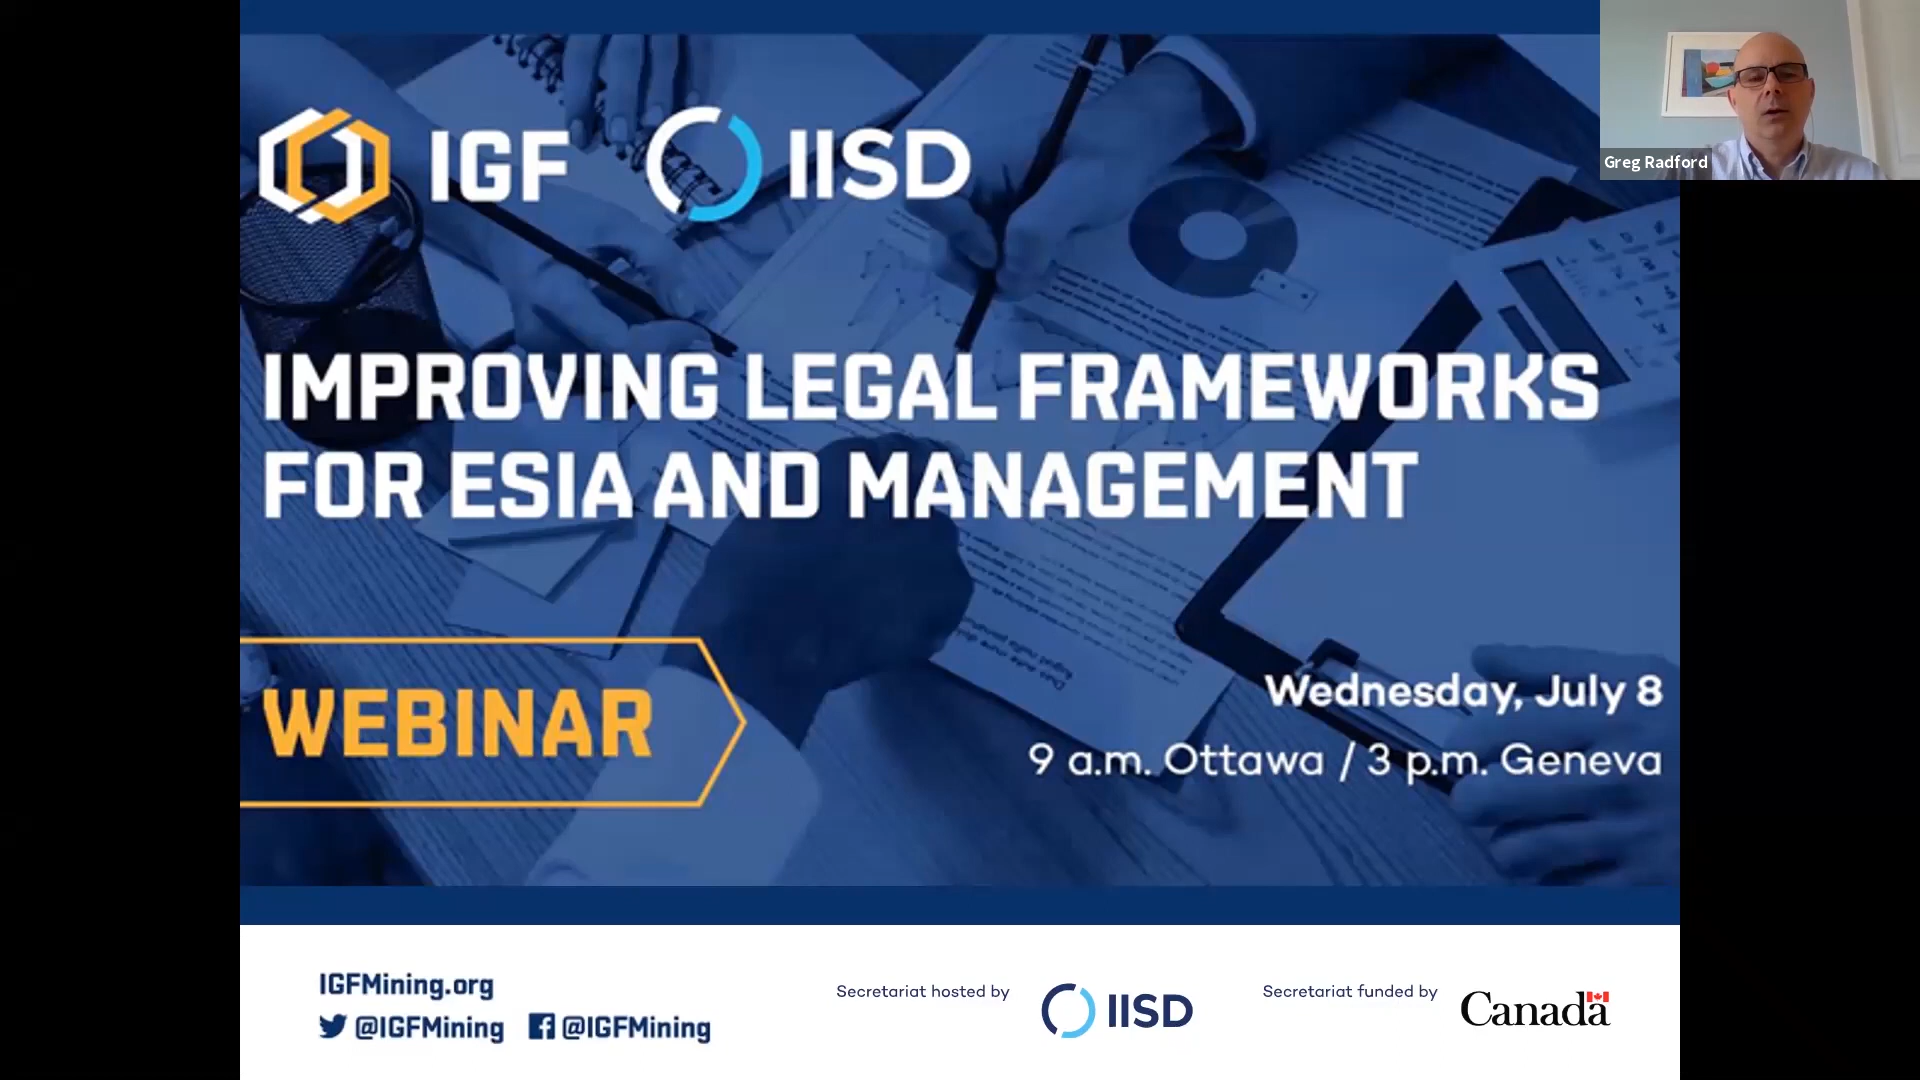 IGF IISD
Greg Radford
IMPROVING LEGAL FRAMEWORKS
FOR ESIA AND MANAGEMENT
WEBINAR
Wednesday, July 8
9 a.m. Ottawa / 3 p.m. Geneva
IGFMining.org
@IGFMining @IGFMining
Secretariat hosted by IISD
Secretariat funded by Canada